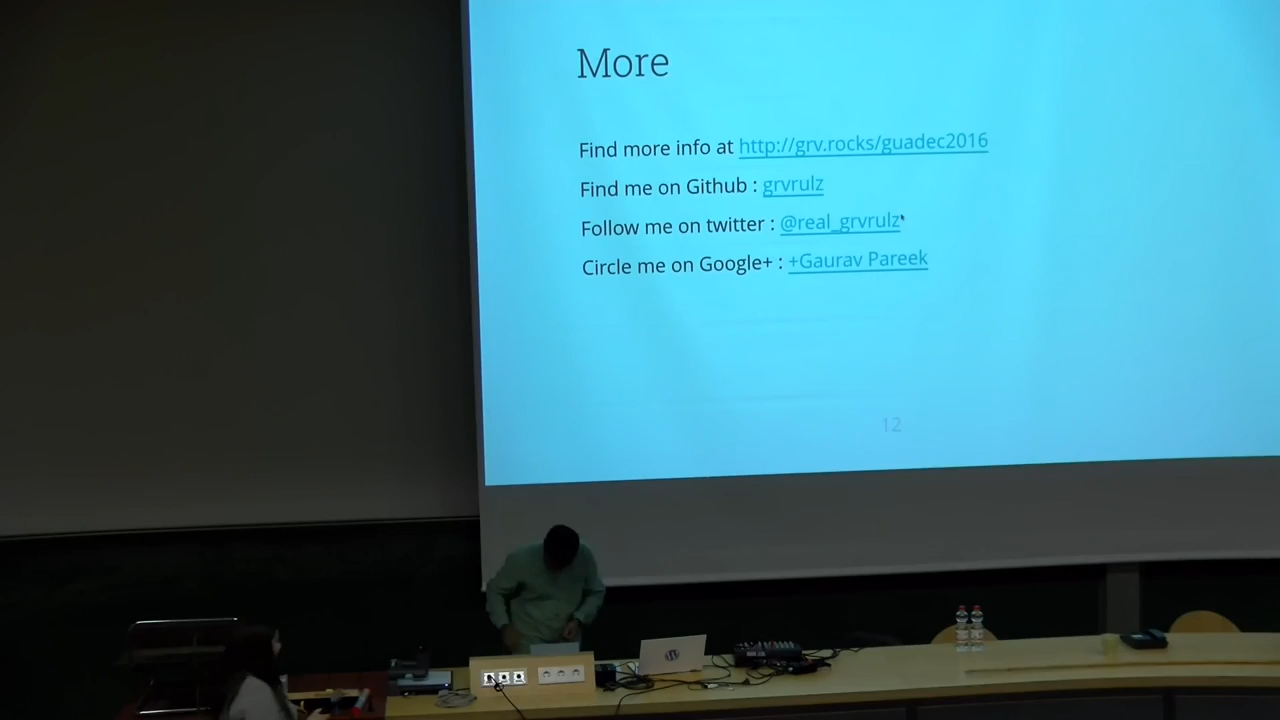 More
Find more info at http://grv.rocks/guadec2016
Find me on Github : grvrulz
Follow me on twitter : @real_grvrulz
Circle me on Google+ : +Gaurav Pareek
12